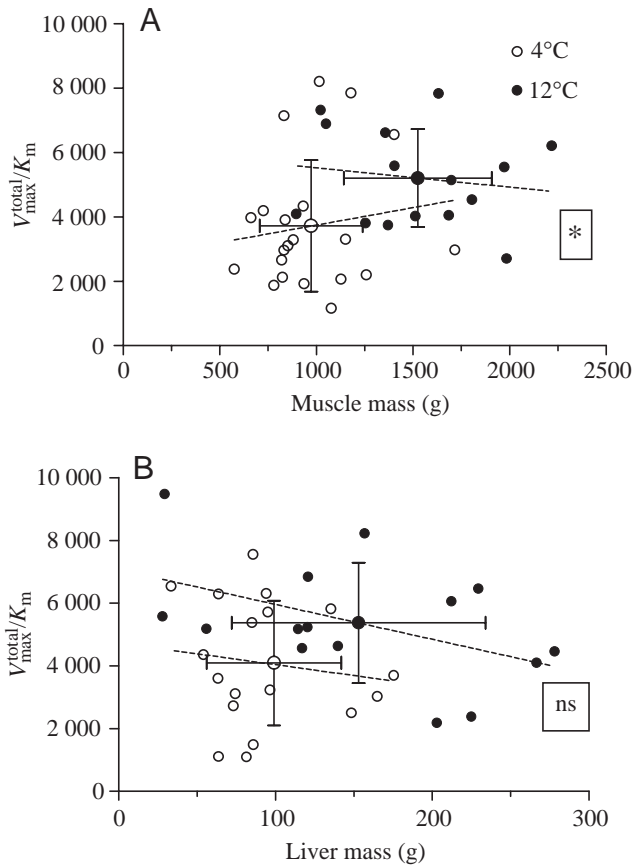 A
4°C
12°C
10 000
8 000
6 000
4 000
2 000
0
V_max^total/K_m
*
0 500 1000 1500 2000 2500
Muscle mass (g)
B
10 000
8 000
6 000
4 000
2 000
0
V_max^total/K_m
ns
0 100 200 300
Liver mass (g)